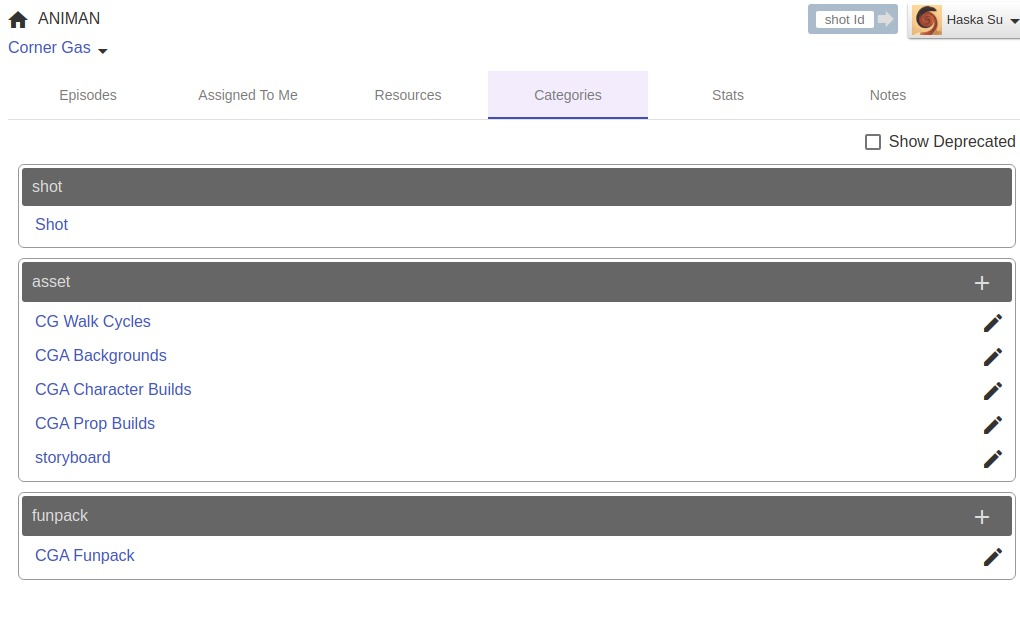 ANIMAN
shot Id
Haska Su
Corner Gas
Episodes
Assigned To Me
Resources
Categories
Stats
Notes
Show Deprecated
shot
Shot
asset
CG Walk Cycles
CGA Backgrounds
CGA Character Builds
CGA Prop Builds
storyboard
funpack
CGA Funpack